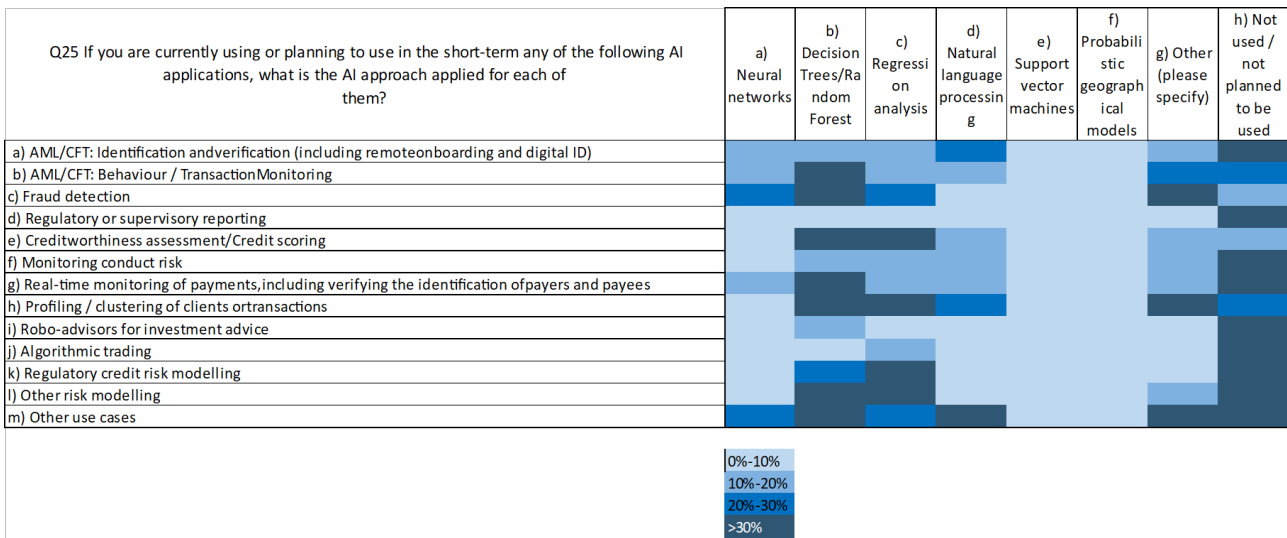 Q25 If you are currently using or planning to use in the short-term any of the following AI
applications, what is the AI approach applied for each of
them?
a)
Neural
networks
b)
Decision
Trees/Ra
ndom
Forest
c)
Regressi
on
analysis
d)
Natural
language
processin
g
e)
Support
vector
machines
f)
Probabili
stic
geograph
ical
models
g) Other
(please
specify)
h) Not
used /
not
planned
to be
used
a) AML/CFT: Identification andverification (including remoteonboarding and digital ID)
b) AML/CFT: Behaviour / TransactionMonitoring
c) Fraud detection
d) Regulatory or supervisory reporting
e) Creditworthiness assessment/Credit scoring
f) Monitoring conduct risk
g) Real-time monitoring of payments,including verifying the identification ofpayers and payees
h) Profiling / clustering of clients ortransactions
i) Robo-advisors for investment advice
j) Algorithmic trading
k) Regulatory credit risk modelling
l) Other risk modelling
m) Other use cases
0%-10%
10%-20%
20%-30%
>30%